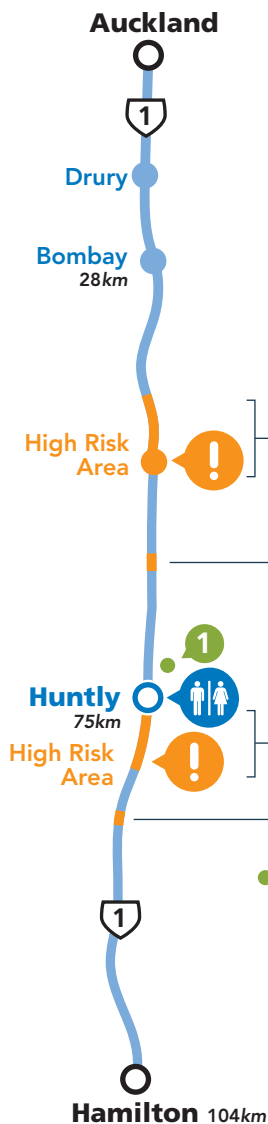 Auckland
1
Drury
Bombay
28km
High Risk
Area
!
1
Huntly
75km
High Risk
Area
!
1
Hamilton 104km